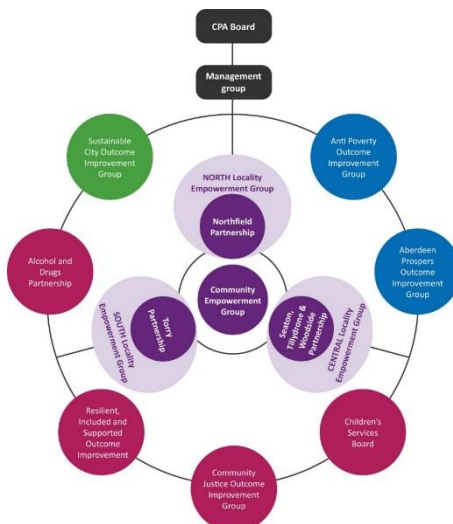 CPA Board
Management
group
Sustainable
City Outcome
Improvement
Group
Anti Poverty
Outcome
Improvement
Group
NORTH Locality
Empowerment Group
Northfield
Partnership
Alcohol and
Drugs
Partnership
Community
Empowerment
Group
Aberdeen
Prospers
Outcome
Improvement
Group
SOUTH Locality
Empowerment Group
Torry
Partnership
Seaton,
Tillydrone &
Woodside
Partnership
CENTRAL Locality
Empowerment Group
Resilient,
Included and
Supported
Outcome
Improvement
Community
Justice Outcome
Improvement
Group
Children's
Services
Board